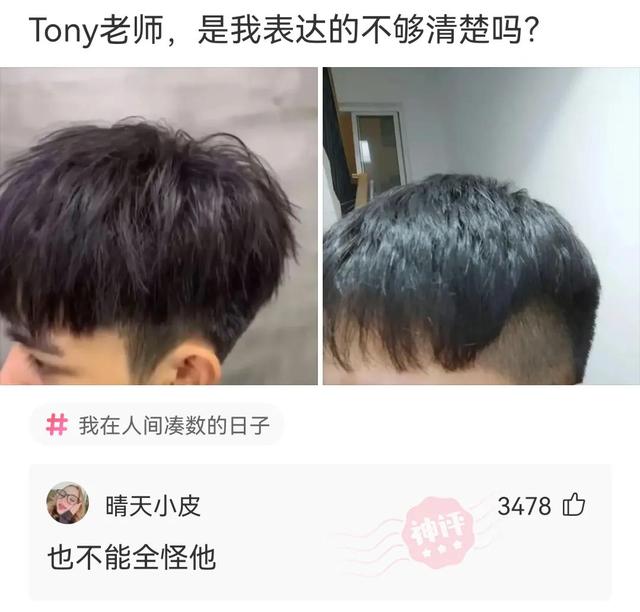 Tony老师，是我表达的不够清楚吗？
# 我在人间凑数的日子
晴天小皮
3478
神评
也不能全怪他